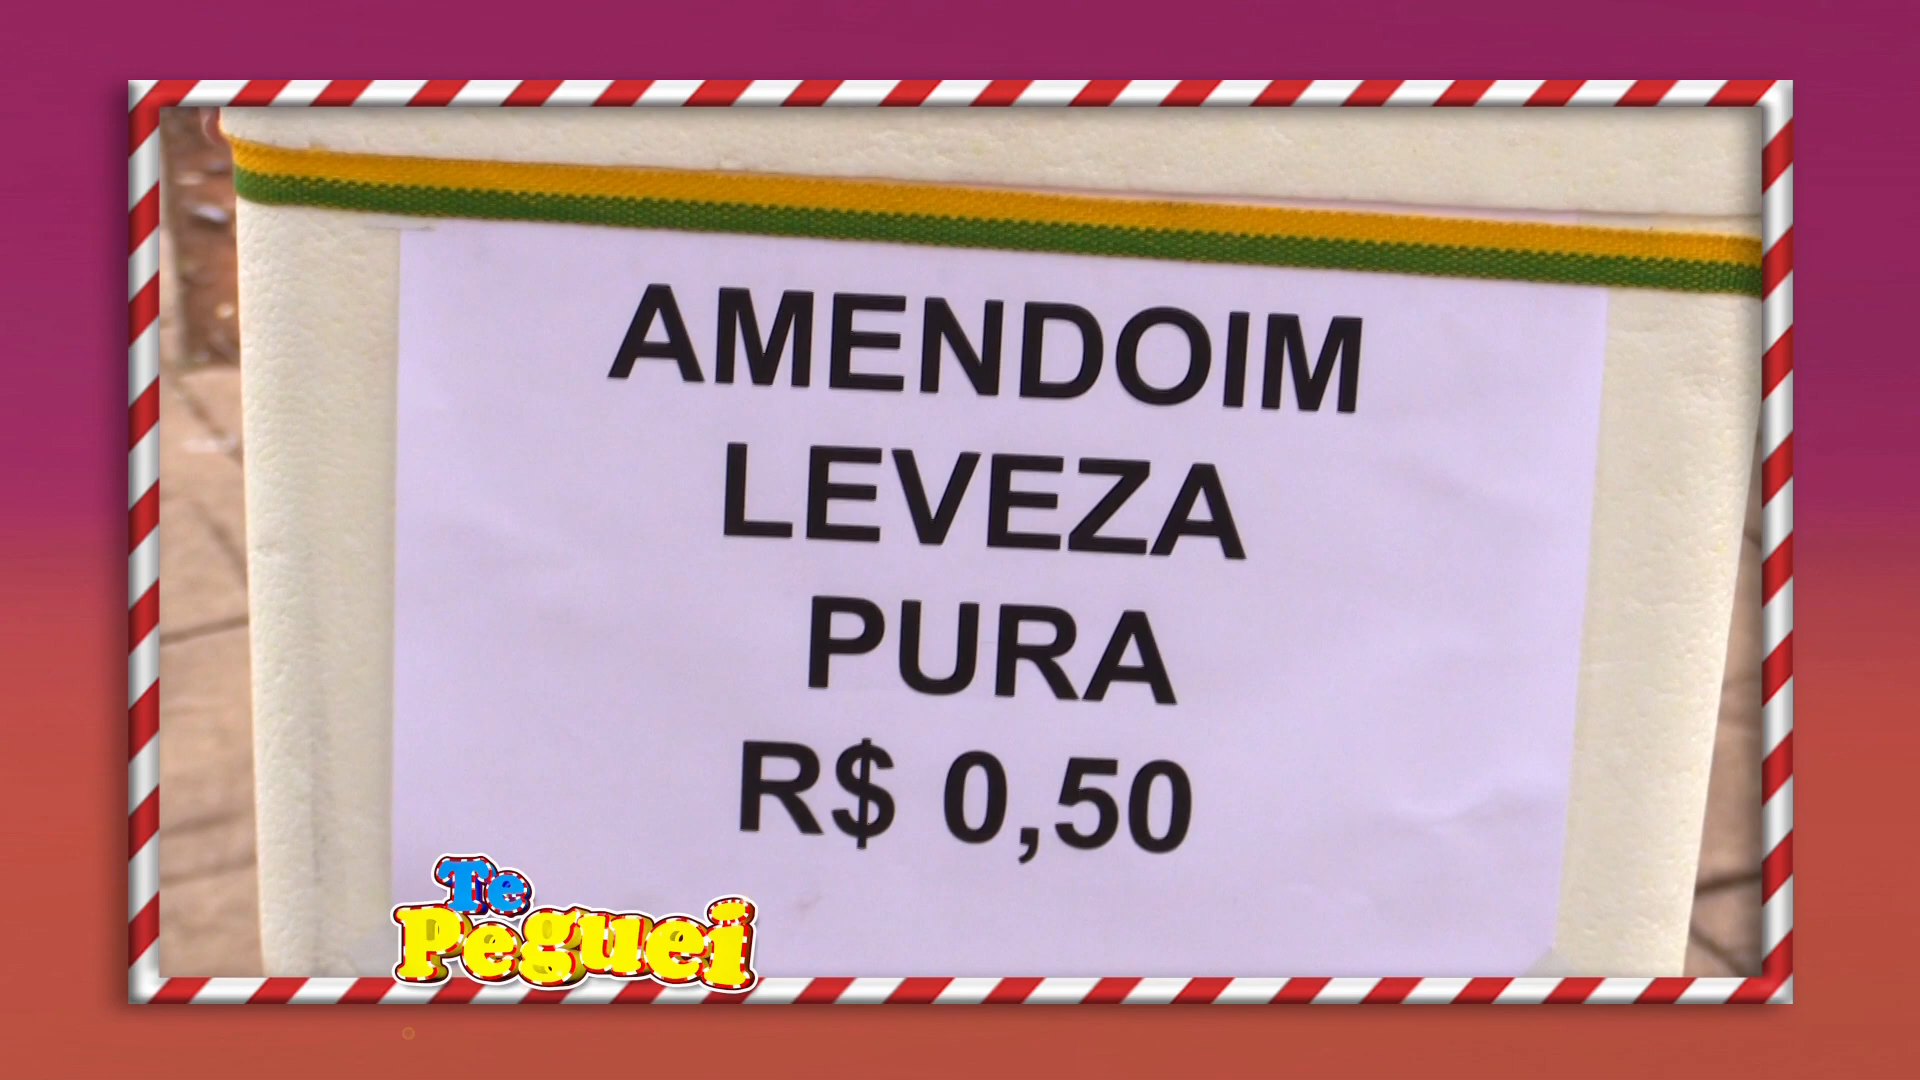 AMENDOIM
LEVEZA
PURA
R$ 0,50
Te
Peguei